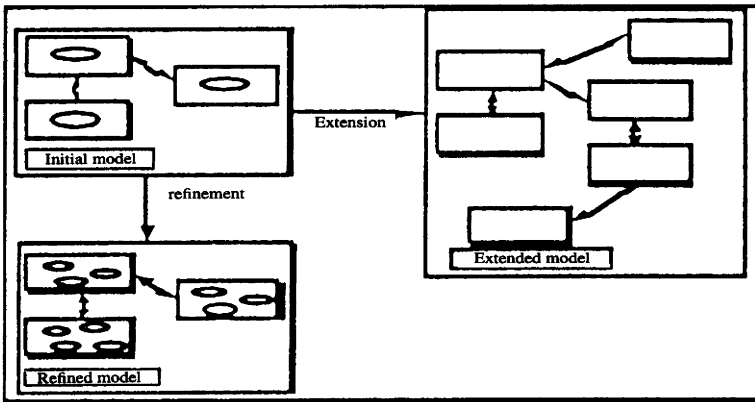 Initial model
Extension
refinement
Extended model
Refined model